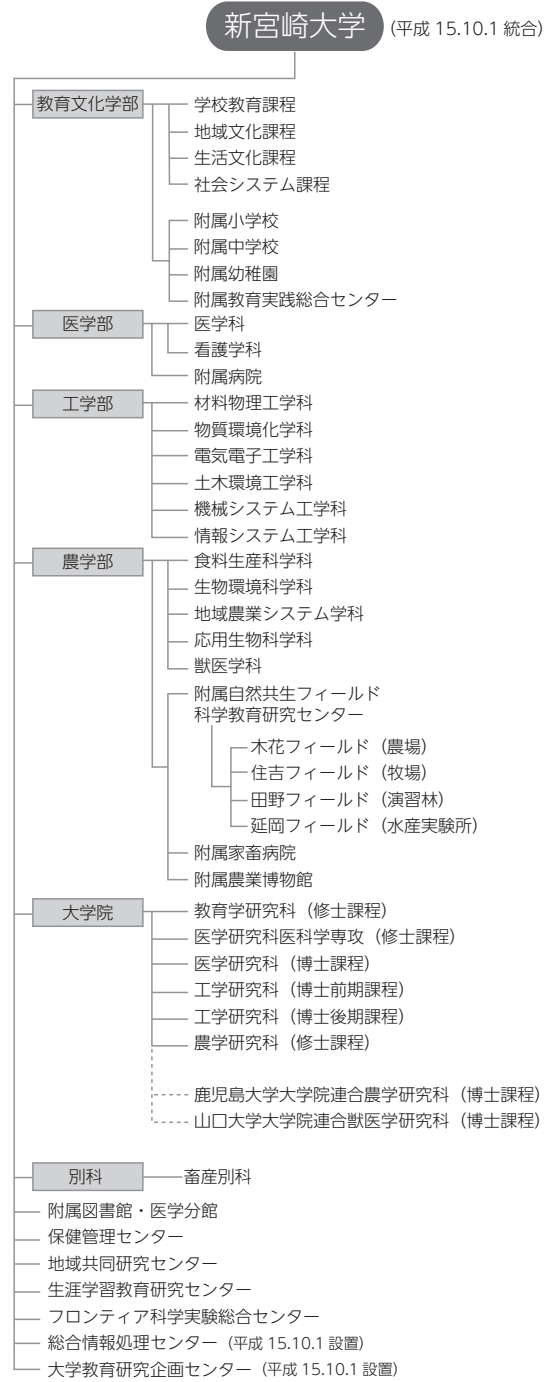 新宮崎大学 (平成 15.10.1 統合)
教育文化学部
学校教育課程
地域文化課程
生活文化課程
社会システム課程
附属小学校
附属中学校
附属幼稚園
附属教育実践総合センター
医学部
医学科
看護学科
附属病院
工学部
材料物理工学科
物質環境化学科
電気電子工学科
土木環境工学科
機械システム工学科
情報システム工学科
農学部
食料生産科学科
生物環境科学科
地域農業システム学科
応用生物科学科
獣医学科
附属自然共生フィールド
科学教育研究センター
木花フィールド（農場）
住吉フィールド（牧場）
田野フィールド（演習林）
延岡フィールド（水産実験所）
附属家畜病院
附属農業博物館
大学院
教育学研究科（修士課程）
医学研究科医科学専攻（修士課程）
医学研究科（博士課程）
工学研究科（博士前期課程）
工学研究科（博士後期課程）
農学研究科（修士課程）
鹿児島大学大学院連合農学研究科（博士課程）
山口大学大学院連合獣医学研究科（博士課程）
別科
畜産別科
附属図書館・医学分館
保健管理センター
地域共同研究センター
生涯学習教育研究センター
フロンティア科学実験総合センター
総合情報処理センター（平成 15.10.1 設置）
大学教育研究企画センター（平成 15.10.1 設置）